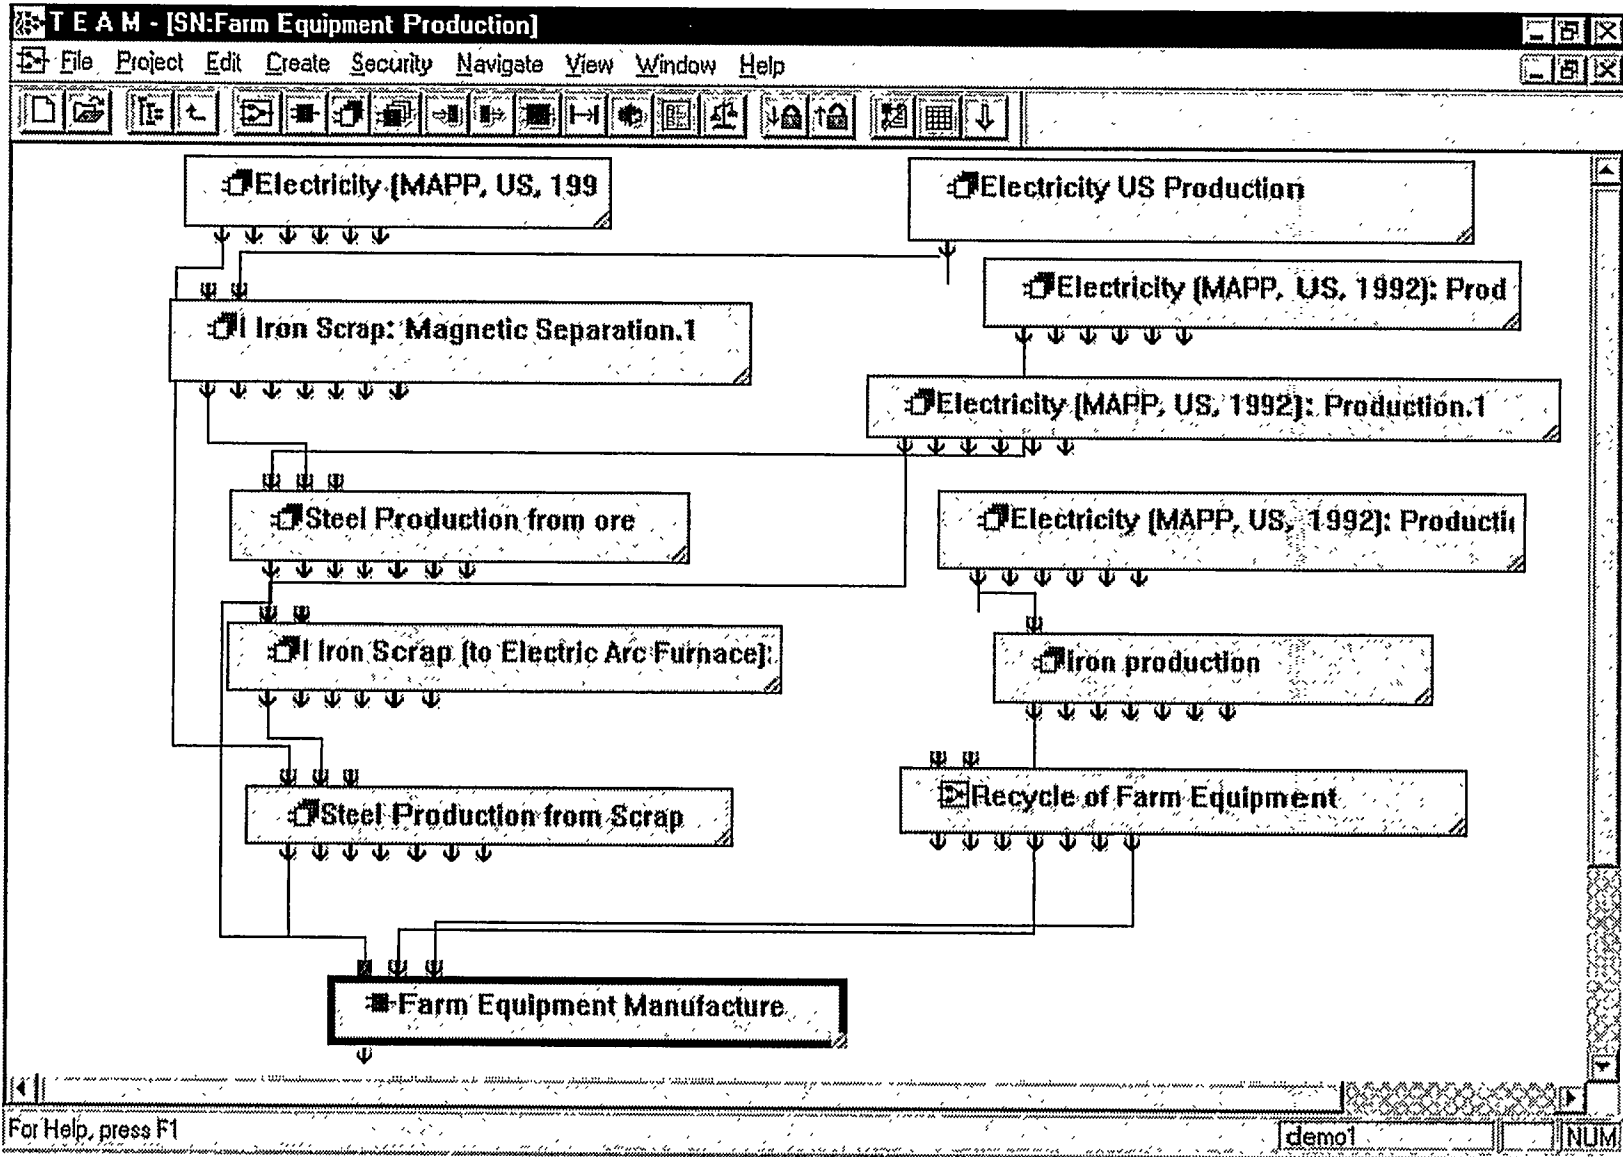 T E A M - [SN:Farm Equipment Production]
File Project Edit Create Security Navigate View Window Help
Electricity (MAPP, US, 199
Electricity US Production
Electricity (MAPP, US, 1992): Prod
I Iron Scrap: Magnetic Separation.1
Electricity (MAPP, US, 1992): Production.1
Steel Production from ore
Electricity (MAPP, US, 1992): Producti
I Iron Scrap (to Electric Arc Furnace):
Iron production
Recycle of Farm Equipment
Steel Production from Scrap
Farm Equipment Manufacture
For Help, press F1
demo1
NUM